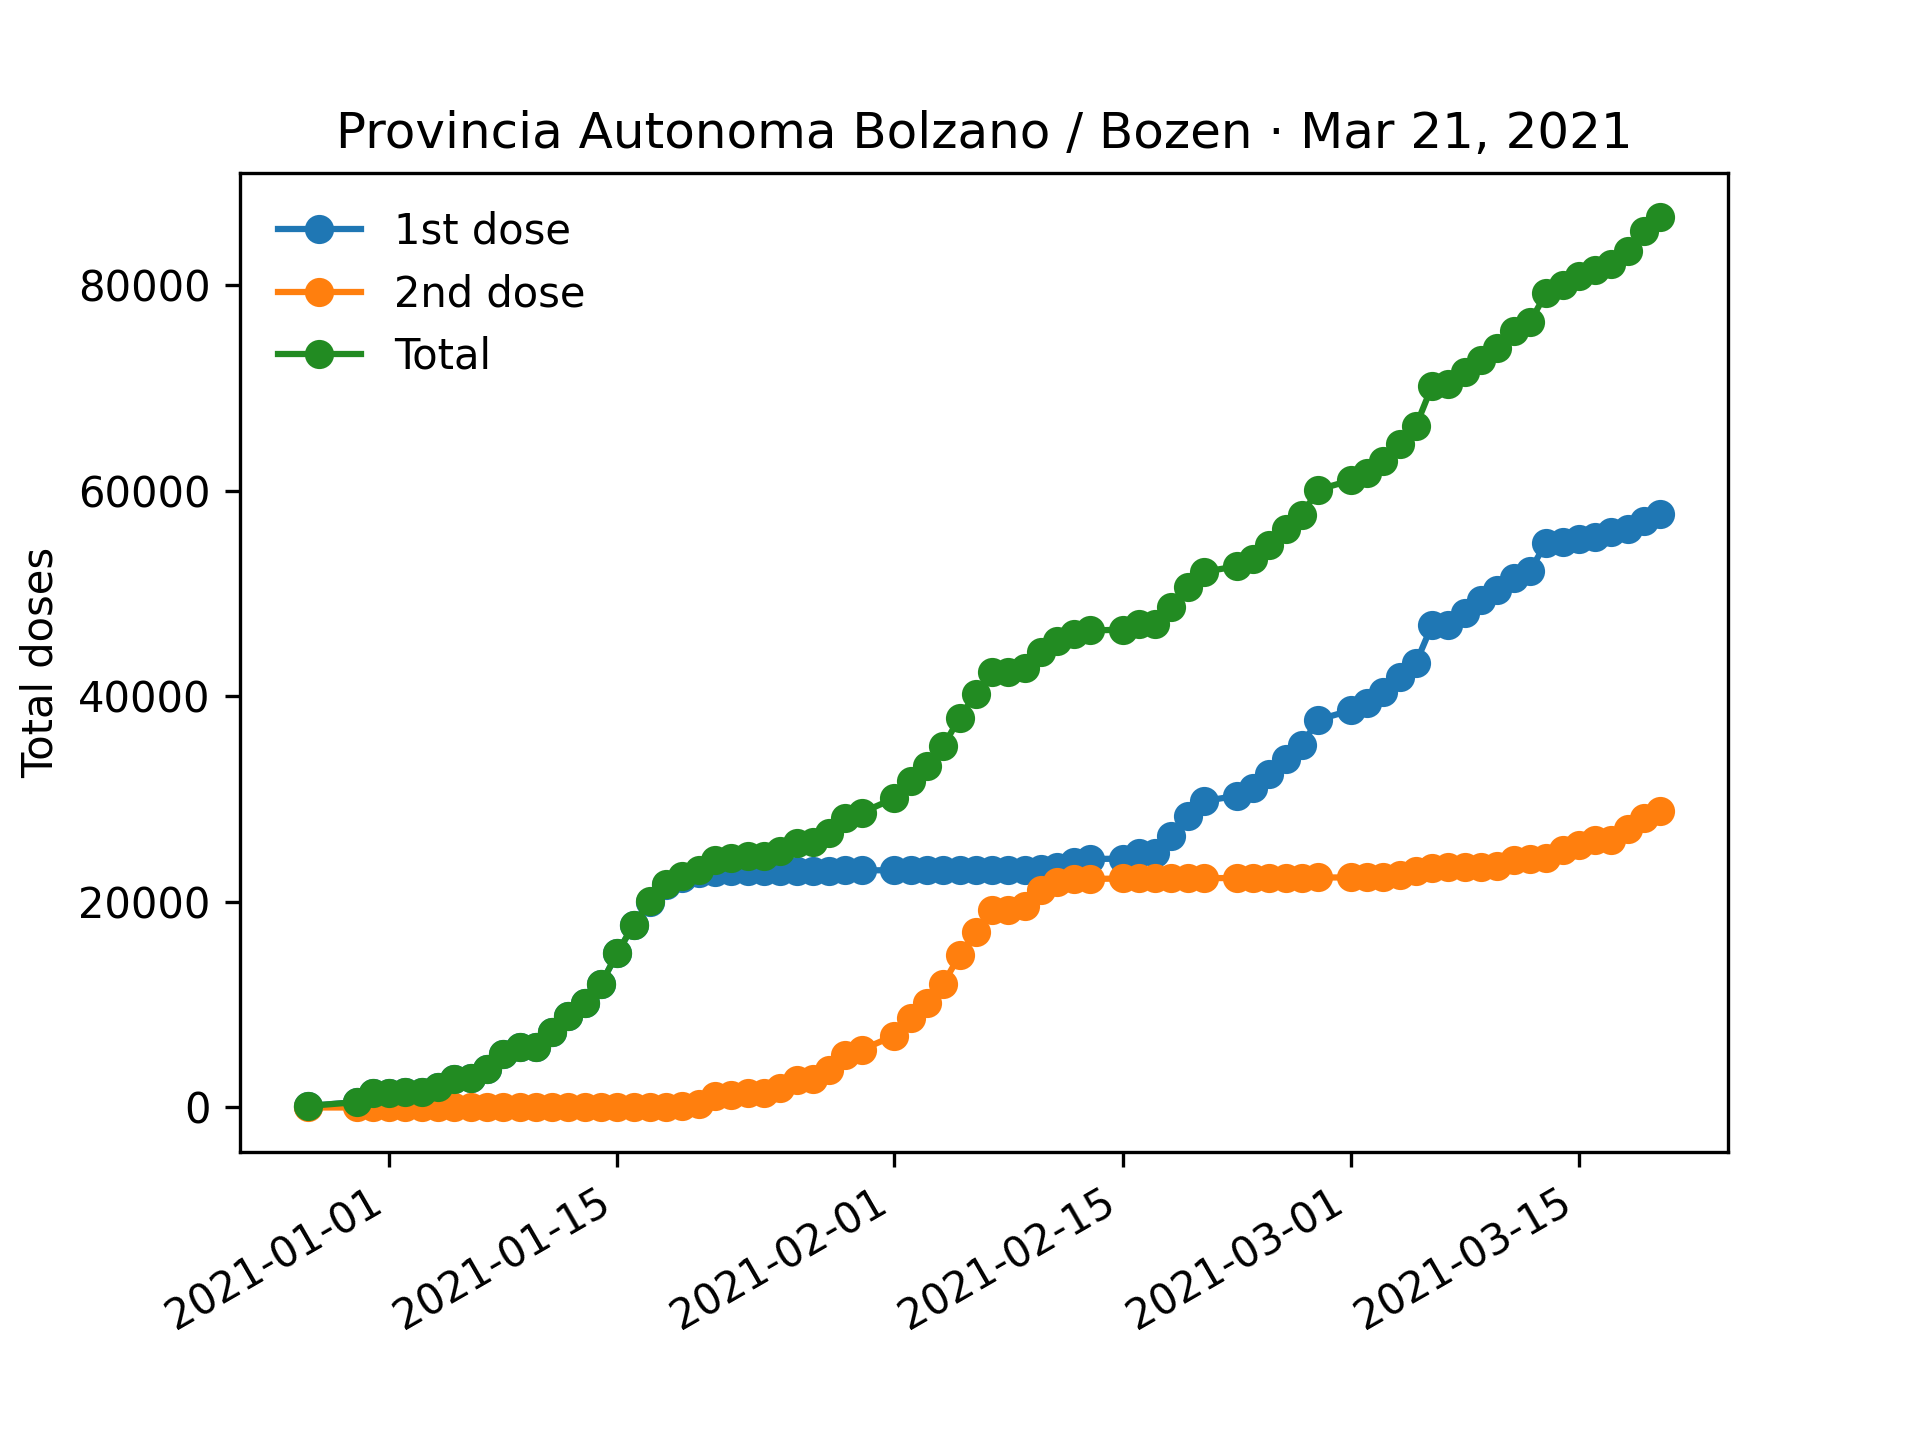 Provincia Autonoma Bolzano / Bozen · Mar 21, 2021
1st dose
2nd dose
Total
Total doses
80000
60000
40000
20000
0
2021-01-01
2021-01-15
2021-02-01
2021-02-15
2021-03-01
2021-03-15